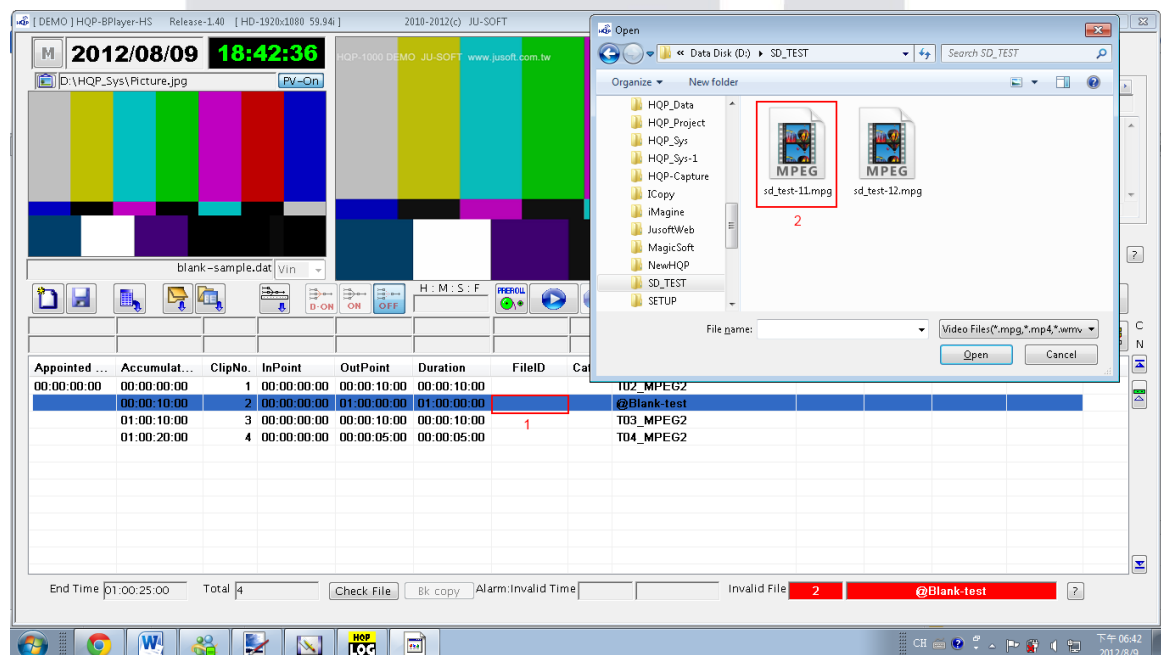 [ DEMO ] HQP-BPlayer-HS Release-1.40 [ HD-1920x1080 59.94i ] 2010-2012(c) JU-SOFT
M 2012/08/09 18:42:36
D:\HQP_Sys\Picture.jpg PV-On
HQP-1000 DEMO JU-SOFT www.jusoft.com.tw
blank-sample.dat Vin
D-ON ON OFF
H : M : S : F
PREROLL
Open
« Data Disk (D:) ▸ SD_TEST
Search SD_TEST
Organize New folder
HQP_Data
HQP_Project
HQP_Sys
HQP_Sys-1
HQP-Capture
ICopy
iMagine
JusoftWeb
MagicSoft
NewHQP
SD_TEST
SETUP
MPEG
sd_test-11.mpg
2
MPEG
sd_test-12.mpg
File name:
Video Files(*.mpg,*.mp4,*.wmv
Open Cancel
?
C
N
Appointed ... Accumulat... ClipNo. InPoint OutPoint Duration FileID Cat
00:00:00:00 00:00:00:00 1 00:00:00:00 00:00:10:00 00:00:10:00 T02_MPEG2
00:00:10:00 2 00:00:00:00 01:00:00:00 01:00:00:00 @Blank-test
01:00:10:00 3 00:00:00:00 00:00:10:00 00:00:10:00 1 T03_MPEG2
01:00:20:00 4 00:00:00:00 00:00:05:00 00:00:05:00 T04_MPEG2
End Time 01:00:25:00 Total 4 Check File Bk copy Alarm:Invalid Time Invalid File 2 @Blank-test ?
W HQP LOG CH 下午 06:42
2012/8/9